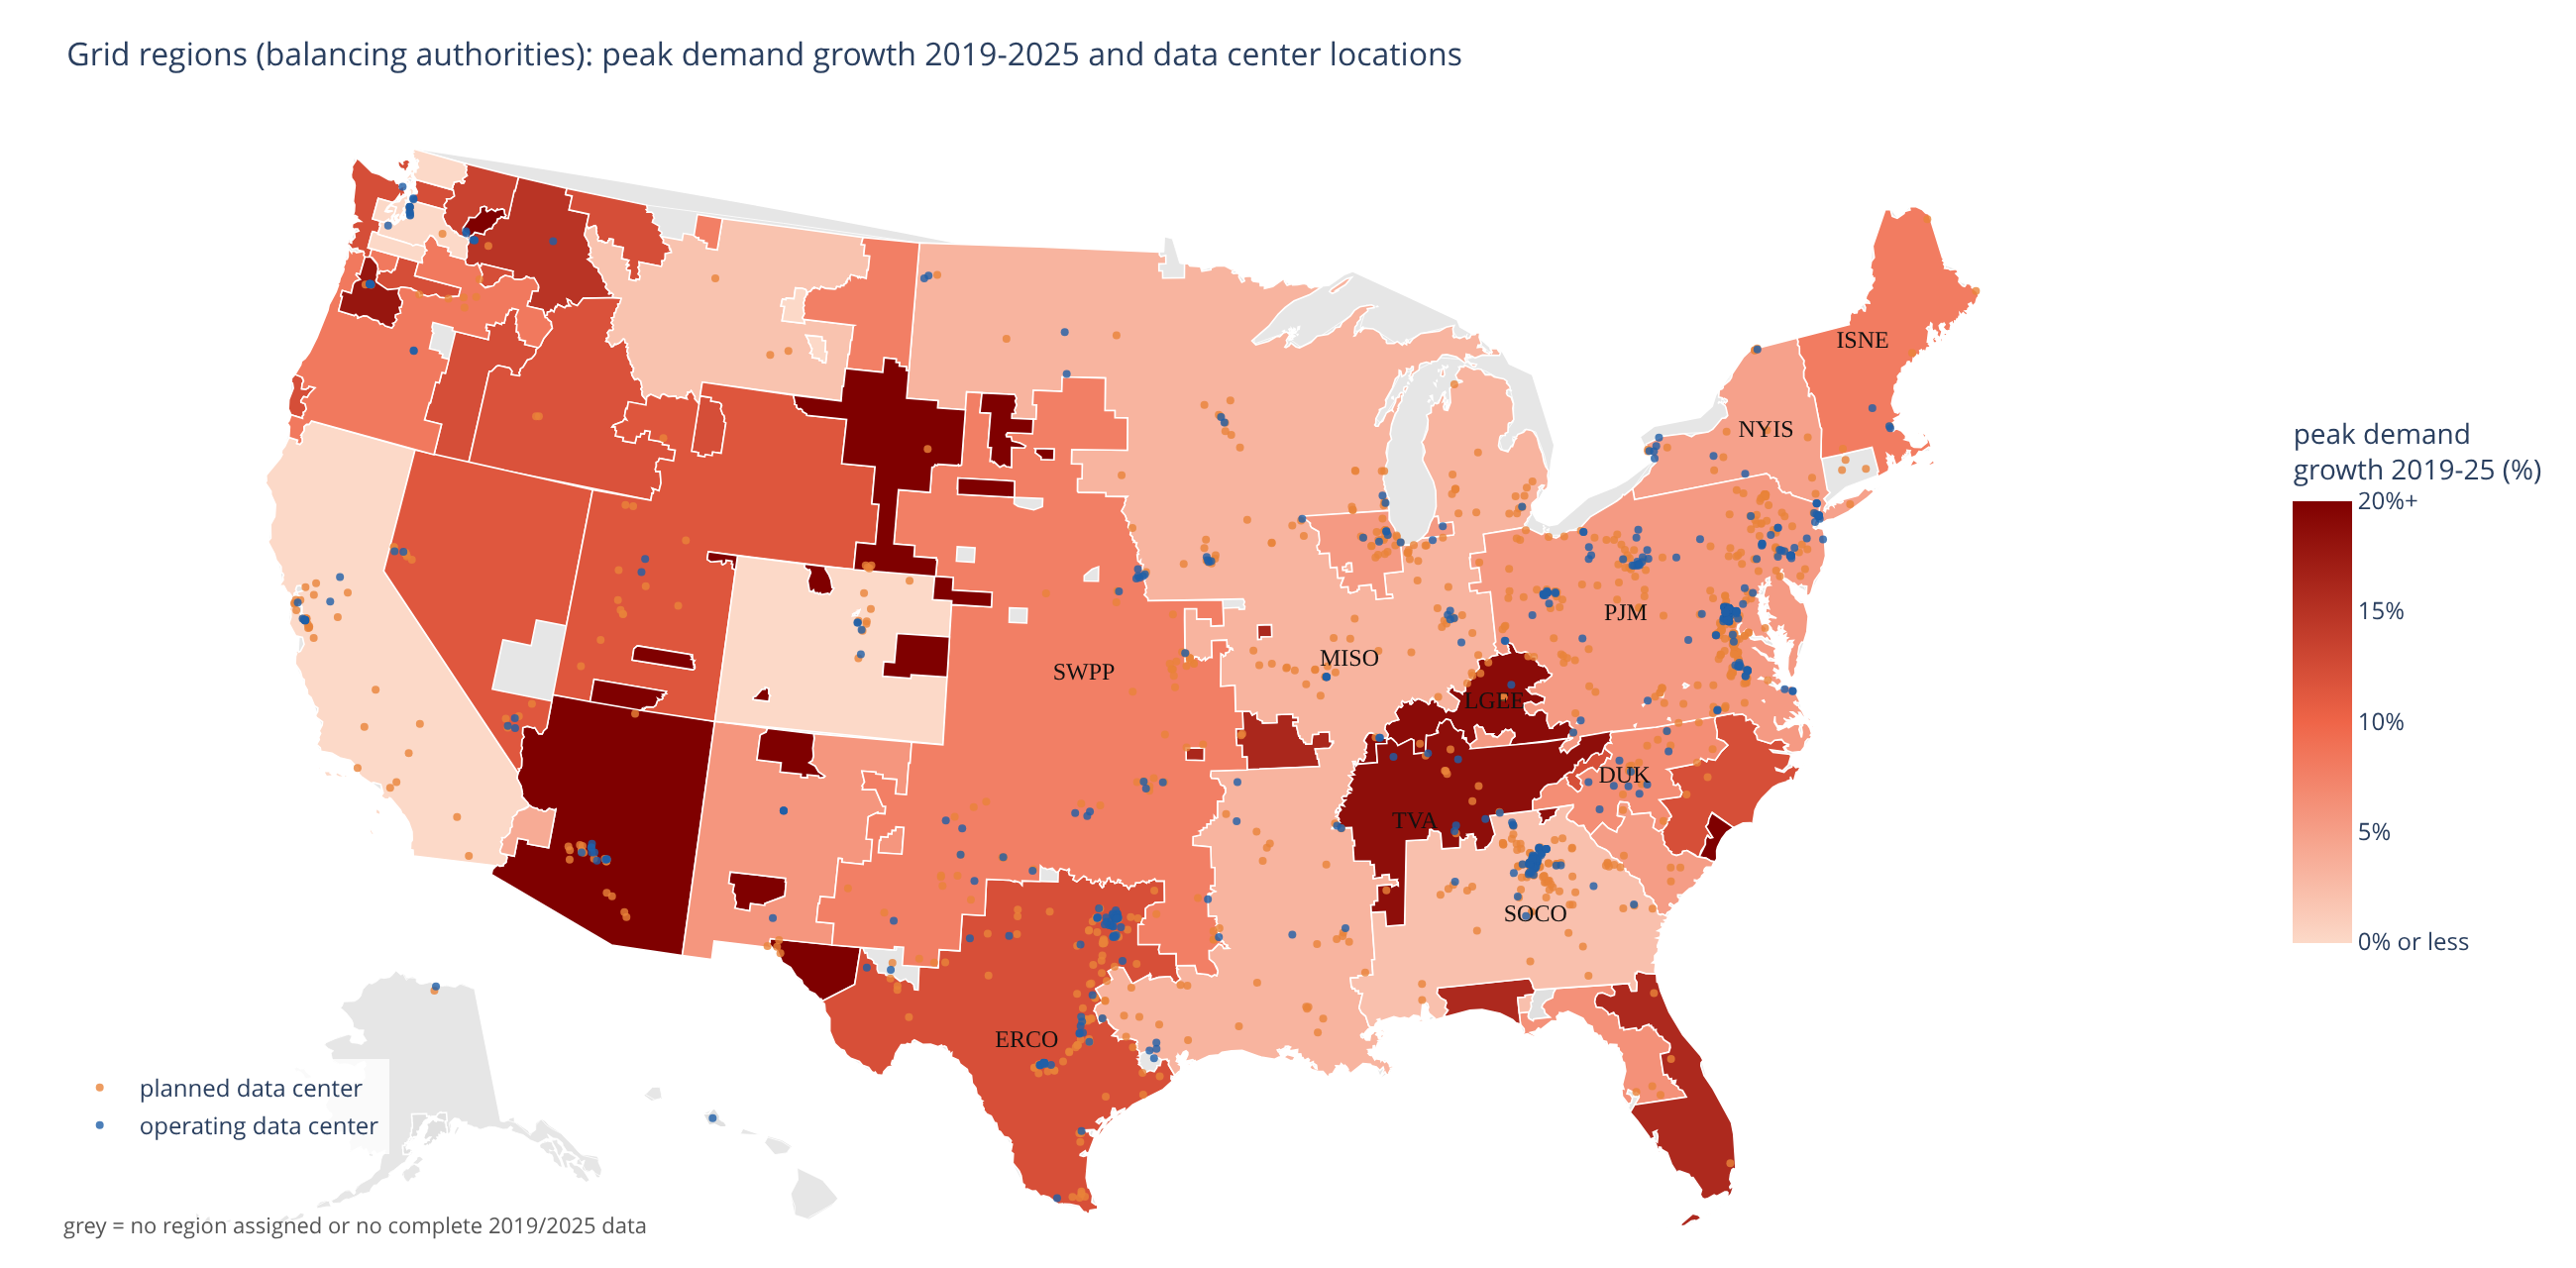 Grid regions (balancing authorities): peak demand growth 2019-2025 and data center locations
ISNE
NYIS
PJM
MISO
SWPP
LGEE
DUK
TVA
SOCO
ERCO
peak demand
growth 2019-25 (%)
20%+
15%
10%
5%
0% or less
planned data center
operating data center
grey = no region assigned or no complete 2019/2025 data